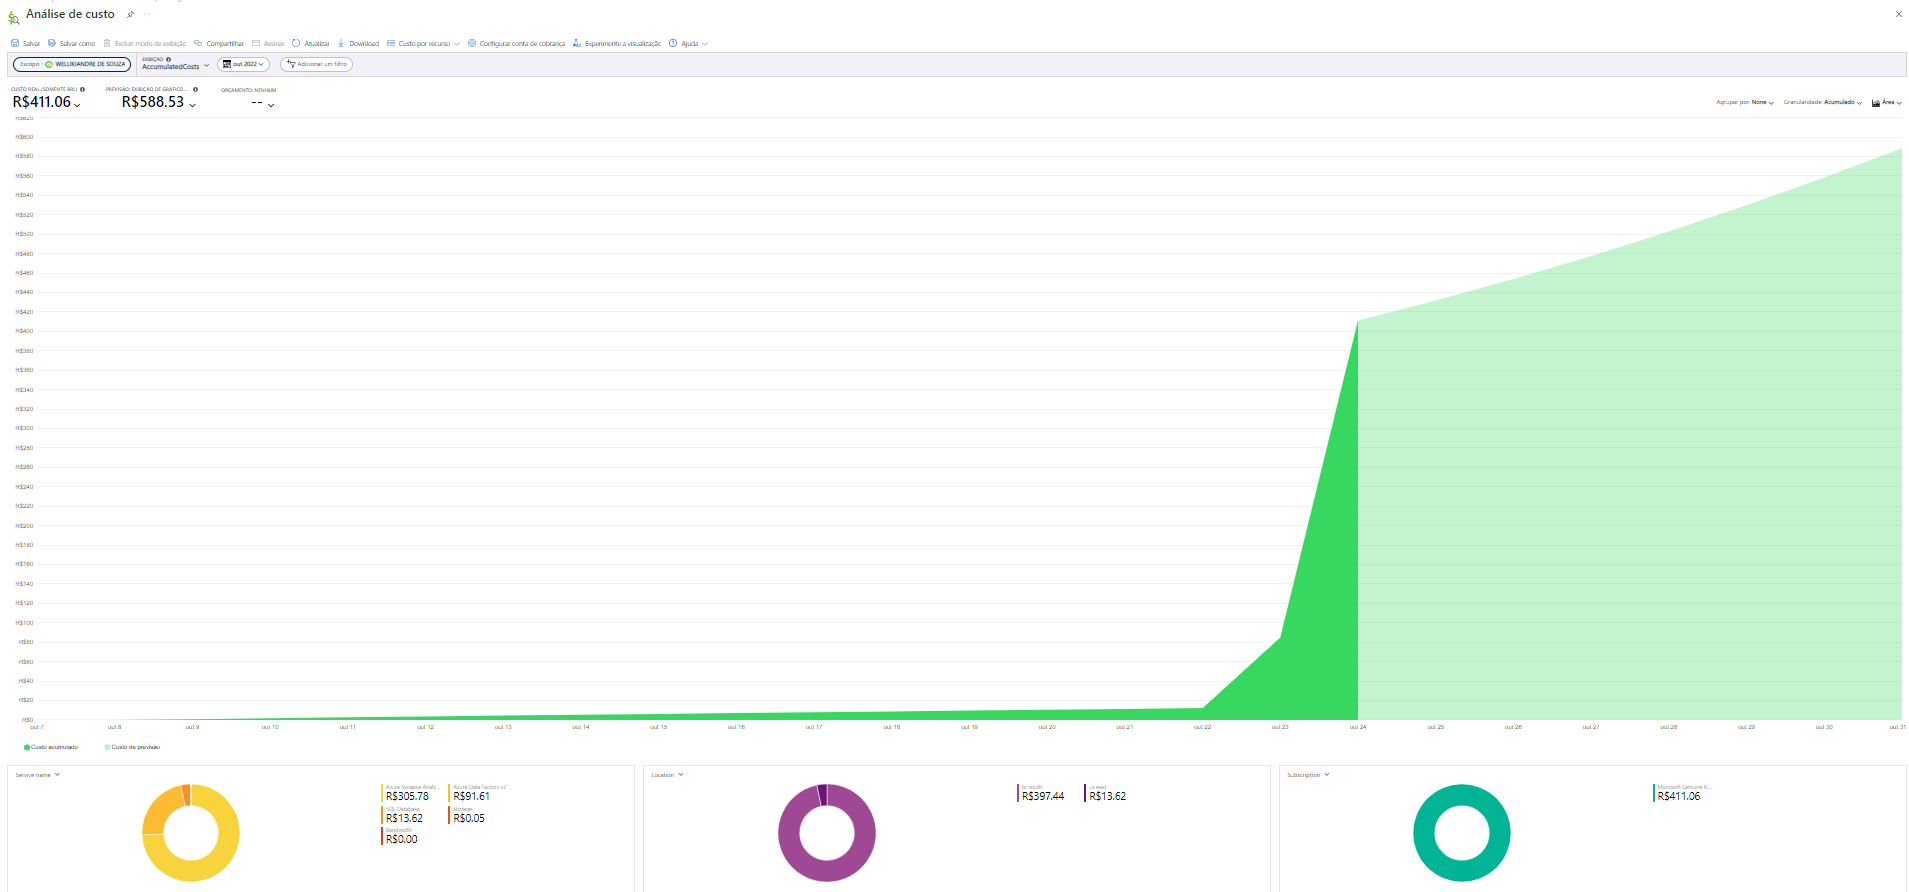 Análise de custo
Salvar Salvar como Excluir modo de exibição Compartilhar Assinar Atualizar Download Custo por recurso Configurar conta de cobrança Experimente a visualização Ajuda
Escopo : WELLIKIANDRE DE SOUZA
EXIBIÇÃO
AccumulatedCosts
out 2022
Adicionar um filtro
CUSTO REAL (SOMENTE BRL)
R$411.06
PREVISÃO: EXIBIÇÃO DE GRÁFICO ...
R$588.53
ORÇAMENTO: NENHUM
--
Agrupar por: None Granularidade: Acumulado Área
R$620
R$600
R$580
R$560
R$540
R$520
R$500
R$480
R$460
R$440
R$420
R$400
R$380
R$360
R$340
R$320
R$300
R$280
R$260
R$240
R$220
R$200
R$180
R$160
R$140
R$120
R$100
R$80
R$60
R$40
R$20
R$0
out 7 out 8 out 9 out 10 out 11 out 12 out 13 out 14 out 15 out 16 out 17 out 18 out 19 out 20 out 21 out 22 out 23 out 24 out 25 out 26 out 27 out 28 out 29 out 30 out 31
Custo acumulado Custo de previsão
Service name
Azure Synapse Analy...
R$305.78
Azure Data Factory v2
R$91.61
SQL Database
R$13.62
Storage
R$0.05
Bandwidth
R$0.00
Location
br south
R$397.44
us east
R$13.62
Subscription
Microsoft Genuine K...
R$411.06